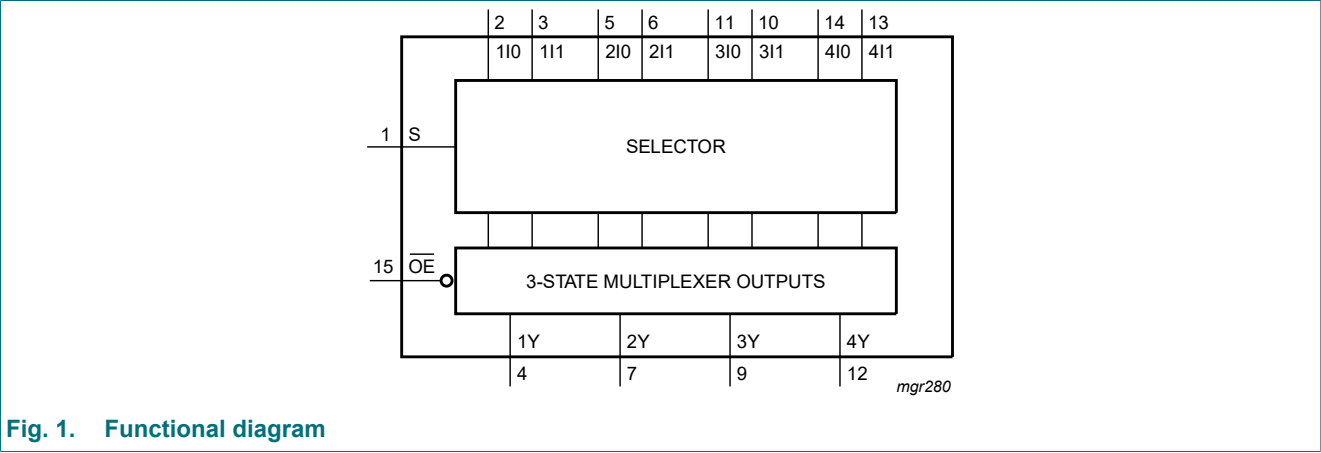 2 3 5 6 11 10 14 13
1I0 1I1 2I0 2I1 3I0 3I1 4I0 4I1
1 S
SELECTOR
15 O̅E̅
3-STATE MULTIPLEXER OUTPUTS
1Y 2Y 3Y 4Y
4 7 9 12
mgr280
Fig. 1. Functional diagram